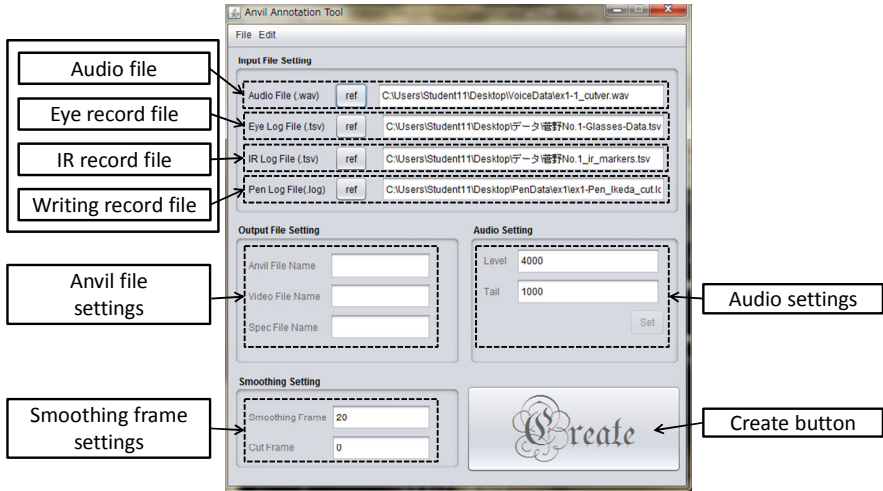 Anvil Annotation Tool
File Edit
Input File Setting
Audio file
Audio File (.wav) ref C:\Users\Student11\Desktop\VoiceData\ex1-1_cutver.wav
Eye record file
Eye Log File (.tsv) ref C:\Users\Student11\Desktop\データ\菅野No.1-Glasses-Data.tsv
IR record file
IR Log File (.tsv) ref C:\Users\Student11\Desktop\データ\菅野No.1_ir_markers.tsv
Writing record file
Pen Log File(.log) ref C:\Users\Student11\Desktop\PenData\ex1\ex1-Pen_Ikeda_cut.lc
Output File Setting
Anvil file
settings
Anvil File Name
Video File Name
Spec File Name
Audio Setting
Level 4000
Tail 1000
Set
Audio settings
Smoothing Setting
Smoothing frame
settings
Smoothing Frame 20
Cut Frame 0
Create
Create button